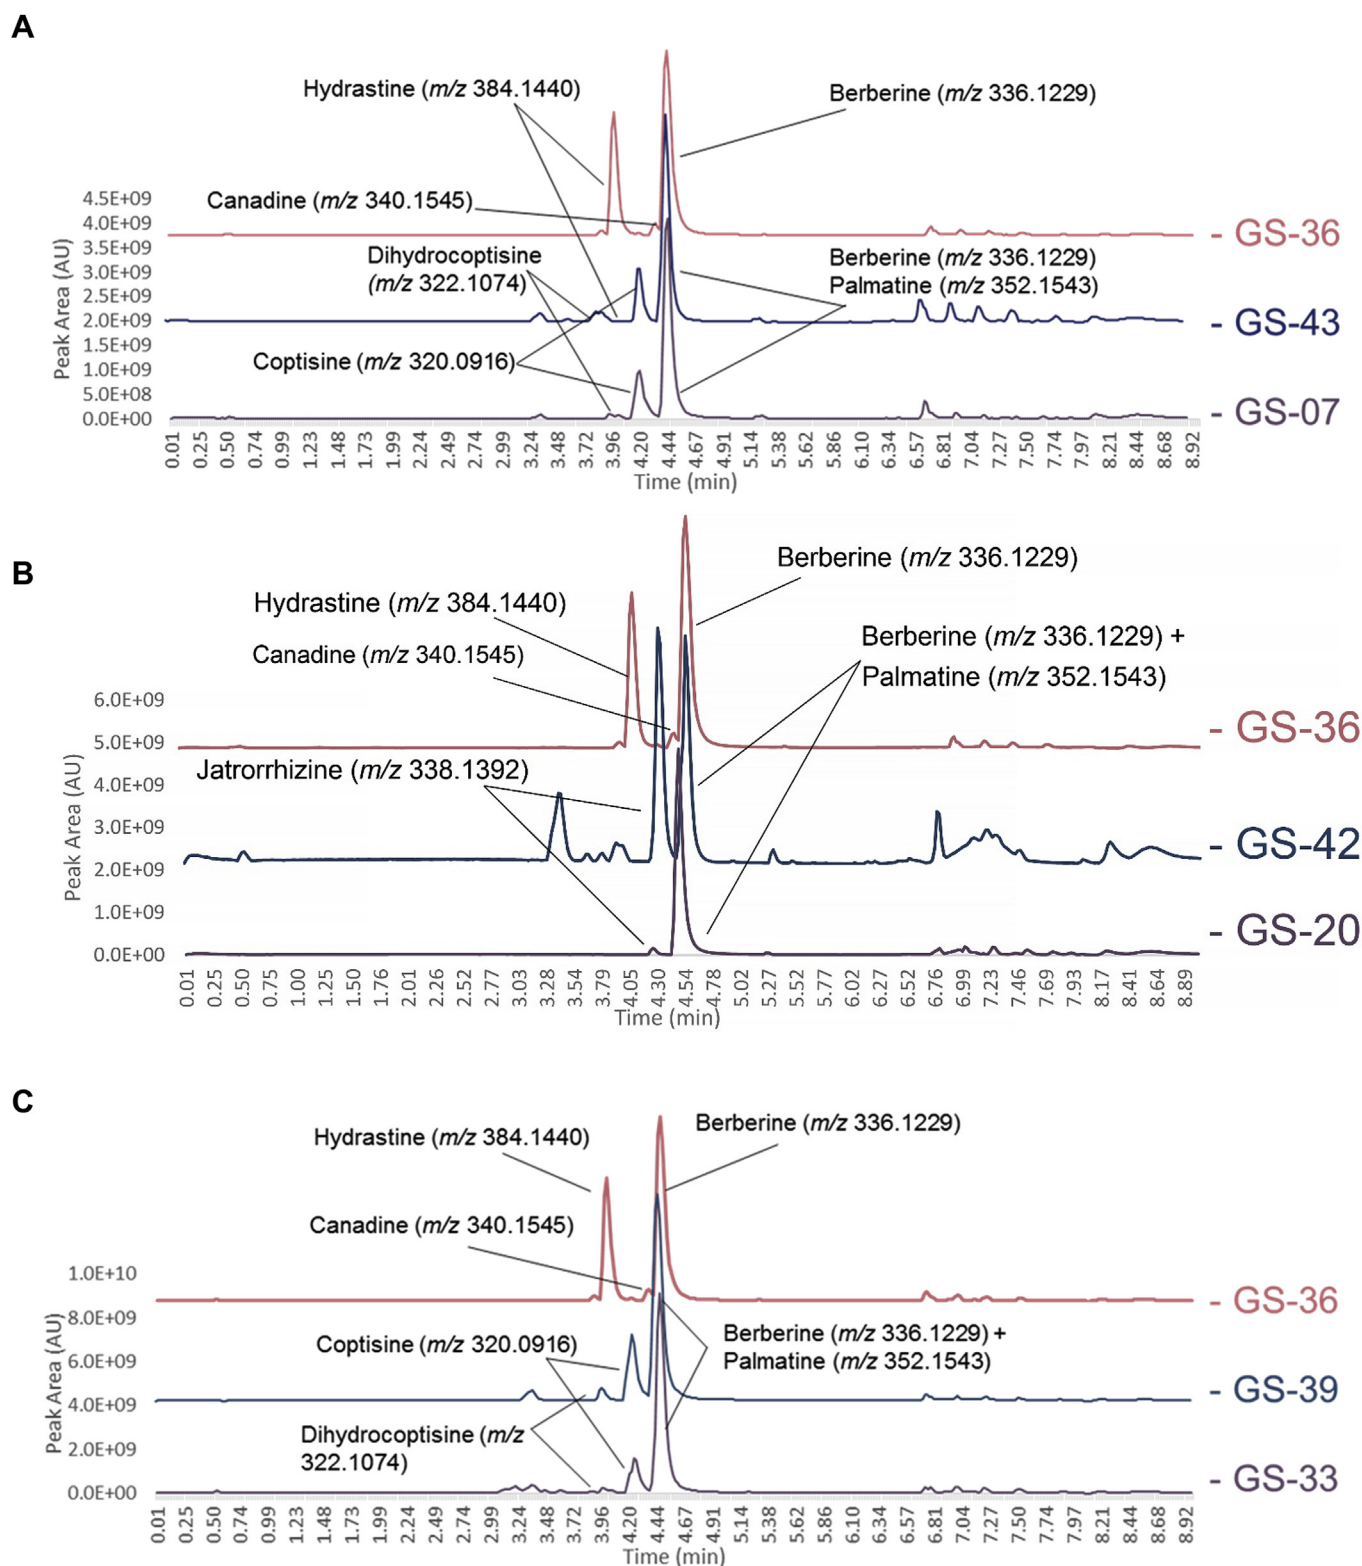 A
Hydrastine (m/z 384.1440)
Berberine (m/z 336.1229)
Canadine (m/z 340.1545)
Dihydrocoptisine
(m/z 322.1074)
Berberine (m/z 336.1229)
Palmatine (m/z 352.1543)
Coptisine (m/z 320.0916)
- GS-36
- GS-43
- GS-07
Peak Area (AU)
4.5E+09
4.0E+09
3.5E+09
3.0E+09
2.5E+09
2.0E+09
1.5E+09
1.0E+09
5.0E+08
0.0E+00
0.01 0.25 0.50 0.74 0.99 1.23 1.48 1.73 1.99 2.24 2.49 2.74 2.99 3.24 3.48 3.72 3.96 4.20 4.44 4.67 4.91 5.14 5.38 5.62 5.86 6.10 6.34 6.57 6.81 7.04 7.27 7.50 7.74 7.97 8.21 8.44 8.68 8.92
Time (min)
B
Berberine (m/z 336.1229)
Hydrastine (m/z 384.1440)
Canadine (m/z 340.1545)
Berberine (m/z 336.1229) +
Palmatine (m/z 352.1543)
Jatrorrhizine (m/z 338.1392)
- GS-36
- GS-42
- GS-20
Peak Area (AU)
6.0E+09
5.0E+09
4.0E+09
3.0E+09
2.0E+09
1.0E+09
0.0E+00
0.01 0.25 0.50 0.75 1.00 1.25 1.50 1.76 2.01 2.26 2.52 2.77 3.03 3.28 3.54 3.79 4.05 4.30 4.54 4.78 5.02 5.27 5.52 5.77 6.02 6.27 6.52 6.76 6.99 7.23 7.46 7.69 7.93 8.17 8.41 8.64 8.89
Time (min)
C
Hydrastine (m/z 384.1440)
Berberine (m/z 336.1229)
Canadine (m/z 340.1545)
Coptisine (m/z 320.0916)
Berberine (m/z 336.1229) +
Palmatine (m/z 352.1543)
Dihydrocoptisine (m/z
322.1074)
- GS-36
- GS-39
- GS-33
Peak Area (AU)
1.0E+10
8.0E+09
6.0E+09
4.0E+09
2.0E+09
0.0E+00
0.01 0.25 0.50 0.74 0.99 1.23 1.48 1.73 1.99 2.24 2.49 2.74 2.99 3.24 3.48 3.72 3.96 4.20 4.44 4.67 4.91 5.14 5.38 5.62 5.86 6.10 6.34 6.57 6.81 7.04 7.27 7.50 7.74 7.97 8.21 8.44 8.68 8.92
Time (min)